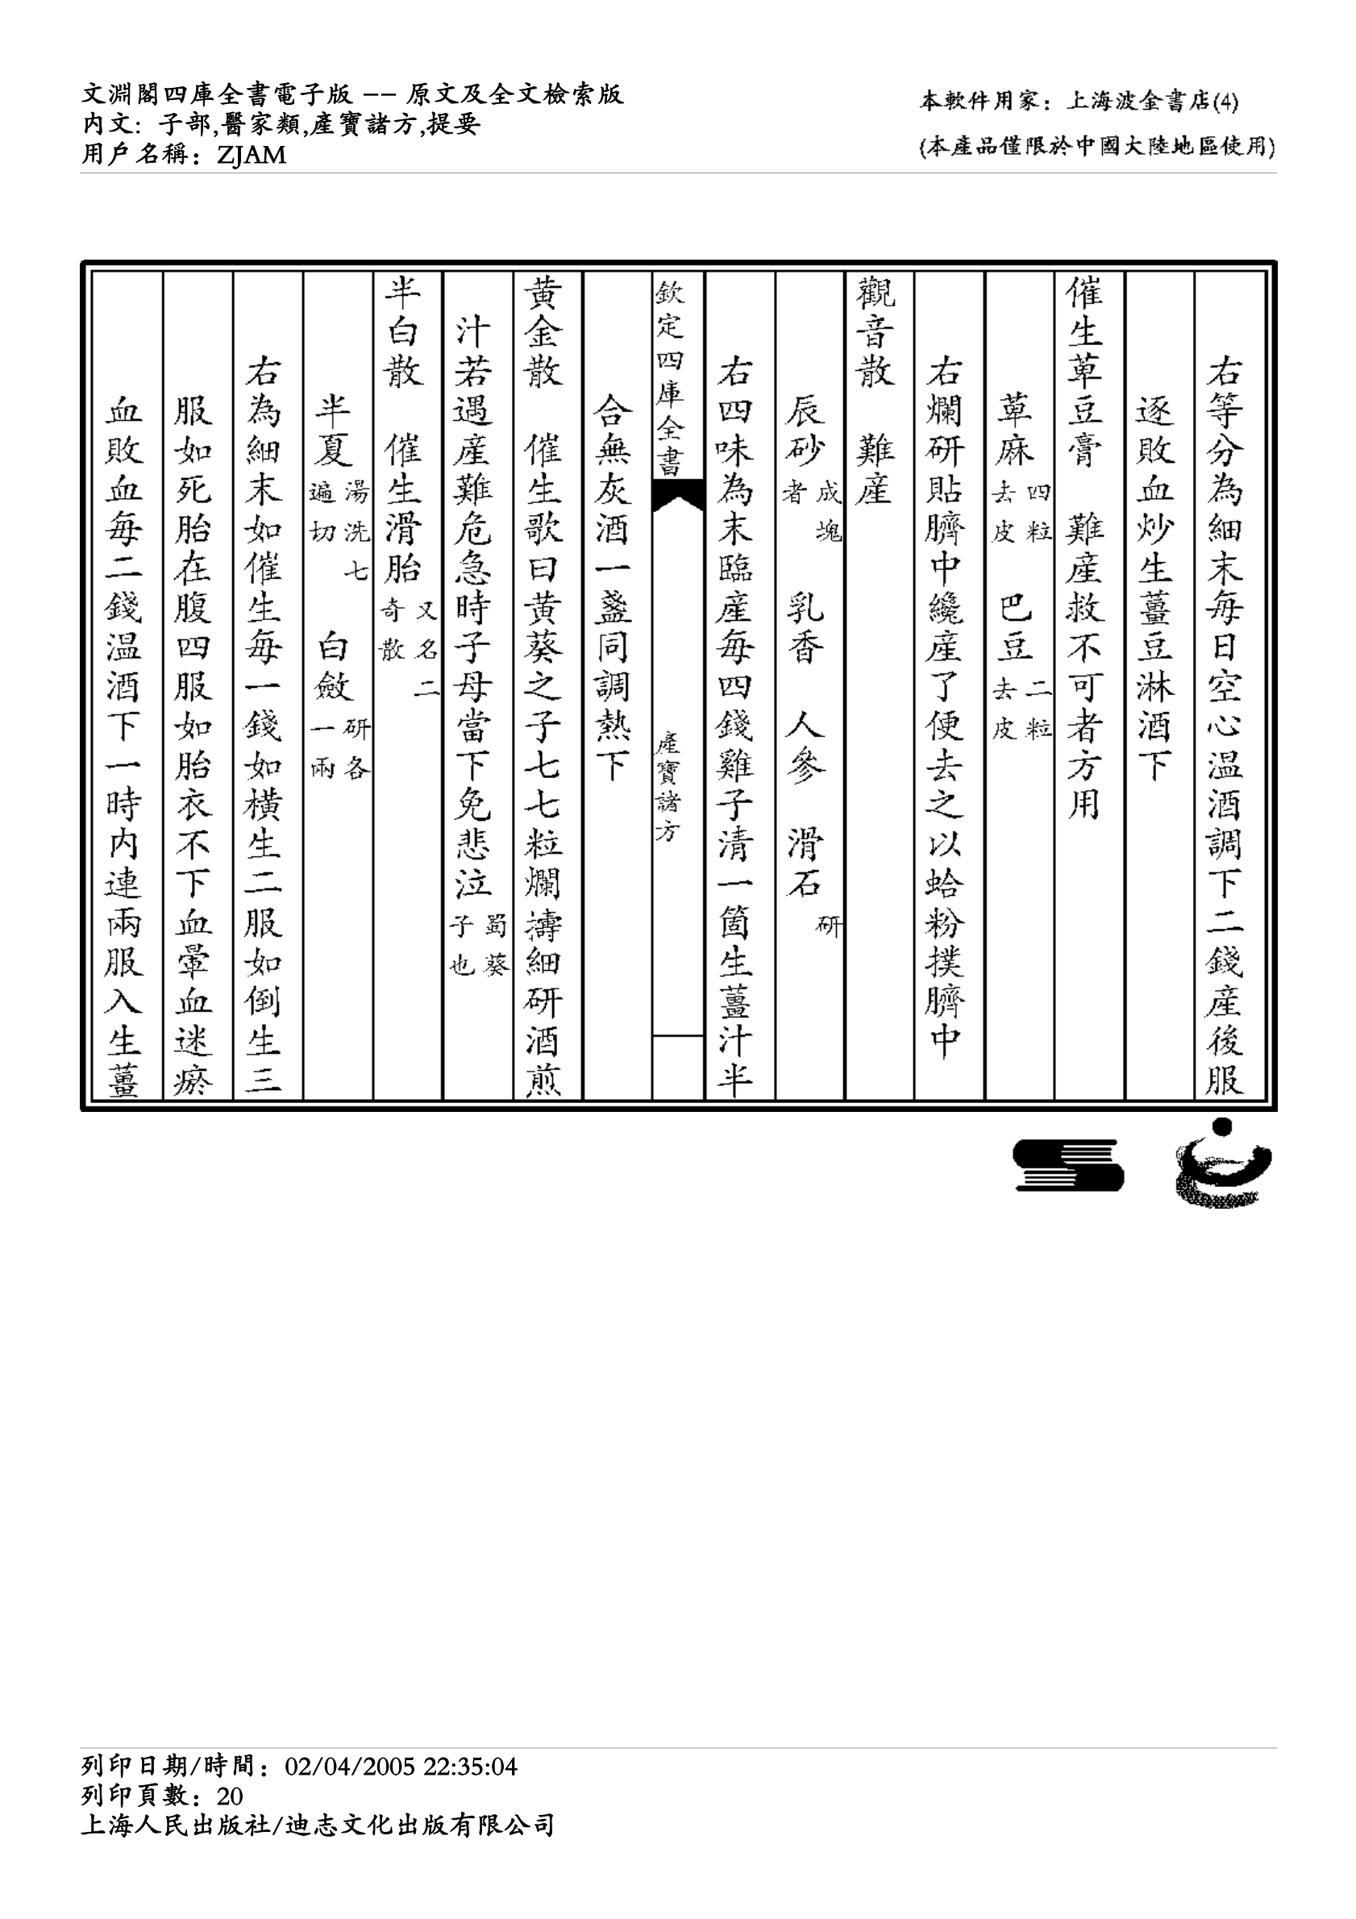 文淵閣四庫全書電子版 -- 原文及全文檢索版
内文: 子部,醫家類,產寶諸方,提要
用戶名稱: ZJAM
本軟件用家: 上海波金書店(4)
(本產品僅限於中國大陸地區使用)
右等分為細末每日空心温酒調下二錢産後服
逐敗血炒生薑豆淋酒下
催生萆豆膏 難産救不可者方用
萆麻四粒去皮 巴豆二粒去皮
右爛研貼臍中纔産了便去之以蛤粉撲臍中
觀音散 難産
辰砂成塊者 乳香 人參 滑石研
右四味為末臨産每四錢雞子清一箇生薑汁半
欽定四庫全書 產寶諸方
合無灰酒一盞同調熱下
黄金散 催生歌曰黄葵之子七七粒爛擣細研酒煎
汁若遇産難危急時子母當下免悲泣蜀葵子也
半白散 催生滑胎又名二奇散
半夏湯洗七遍切 白斂研各一兩
右為細末如催生每一錢如橫生二服如倒生三
服如死胎在腹四服如胎衣不下血暈血迷瘀
血敗血每二錢温酒下一時内連兩服入生薑
列印日期/時間: 02/04/2005 22:35:04
列印頁數: 20
上海人民出版社/迪志文化出版有限公司